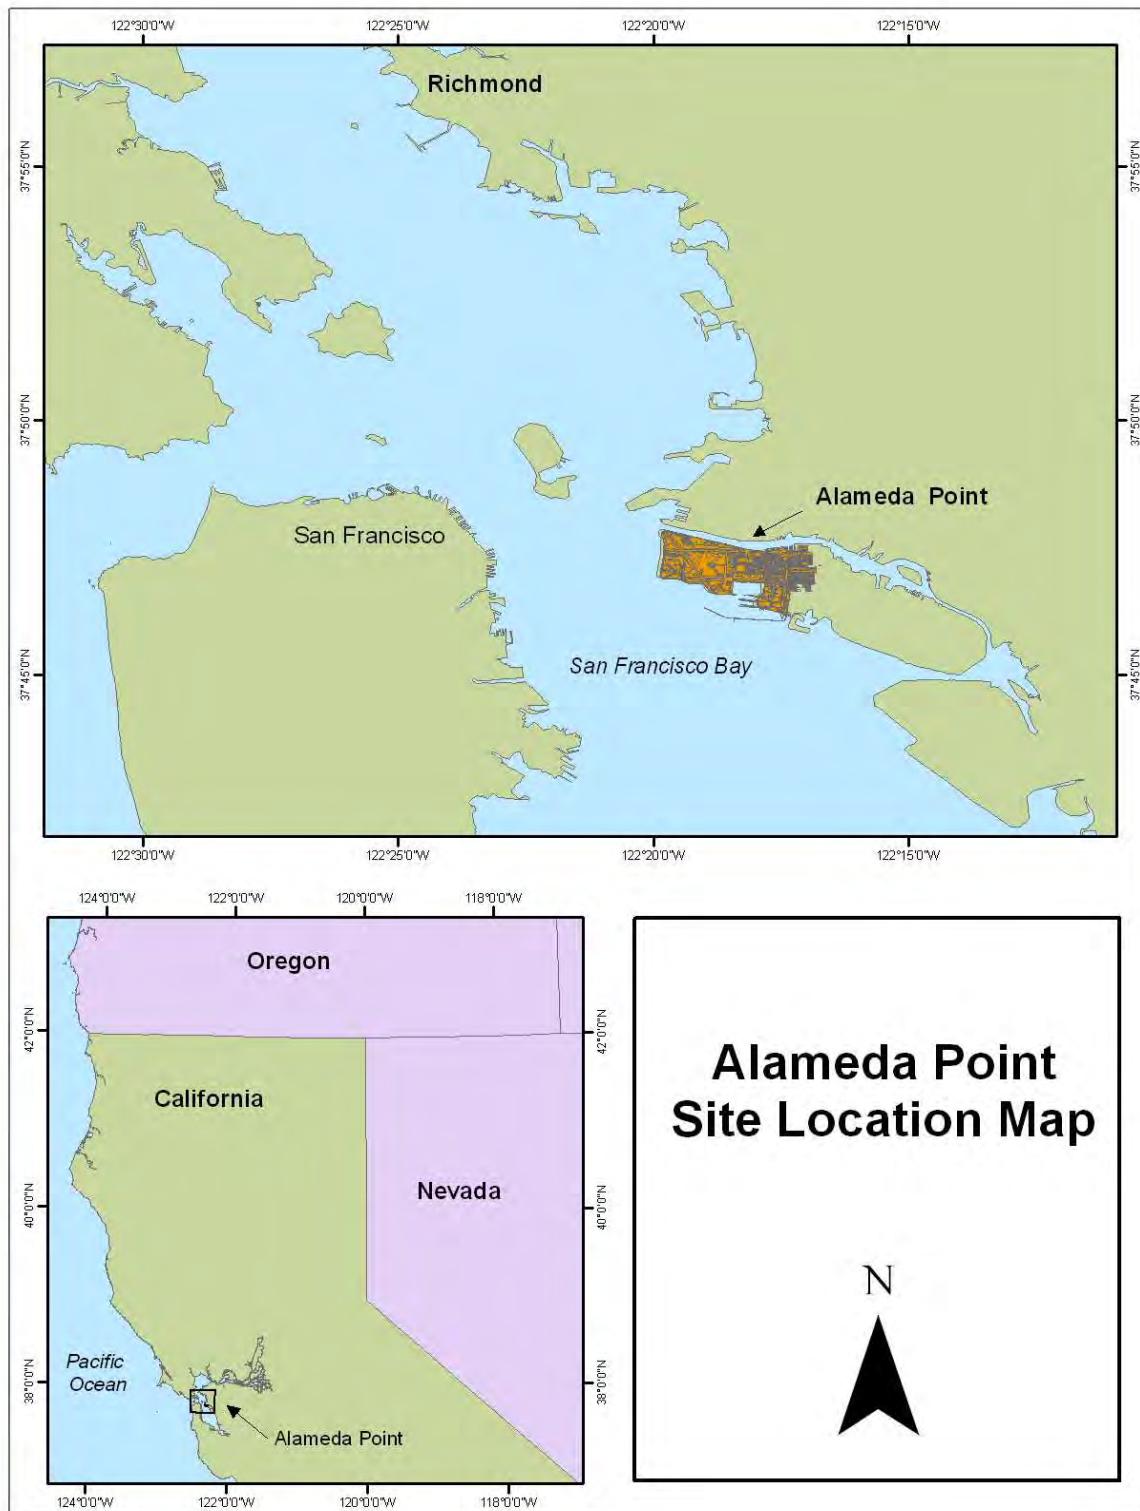 122°30'0"W 122°25'0"W 122°20'0"W 122°15'0"W
Richmond
37°55'0"N 37°55'0"N
37°50'0"N 37°50'0"N
Alameda Point
San Francisco
San Francisco Bay
37°45'0"N 37°45'0"N
122°30'0"W 122°25'0"W 122°20'0"W 122°15'0"W
124°0'0"W 122°0'0"W 120°0'0"W 118°0'0"W
Oregon
42°0'0"N 42°0'0"N
California
Nevada
40°0'0"N 40°0'0"N
Pacific
Ocean
38°0'0"N 38°0'0"N
Alameda Point
124°0'0"W 122°0'0"W 120°0'0"W 118°0'0"W
Alameda Point
Site Location Map
N